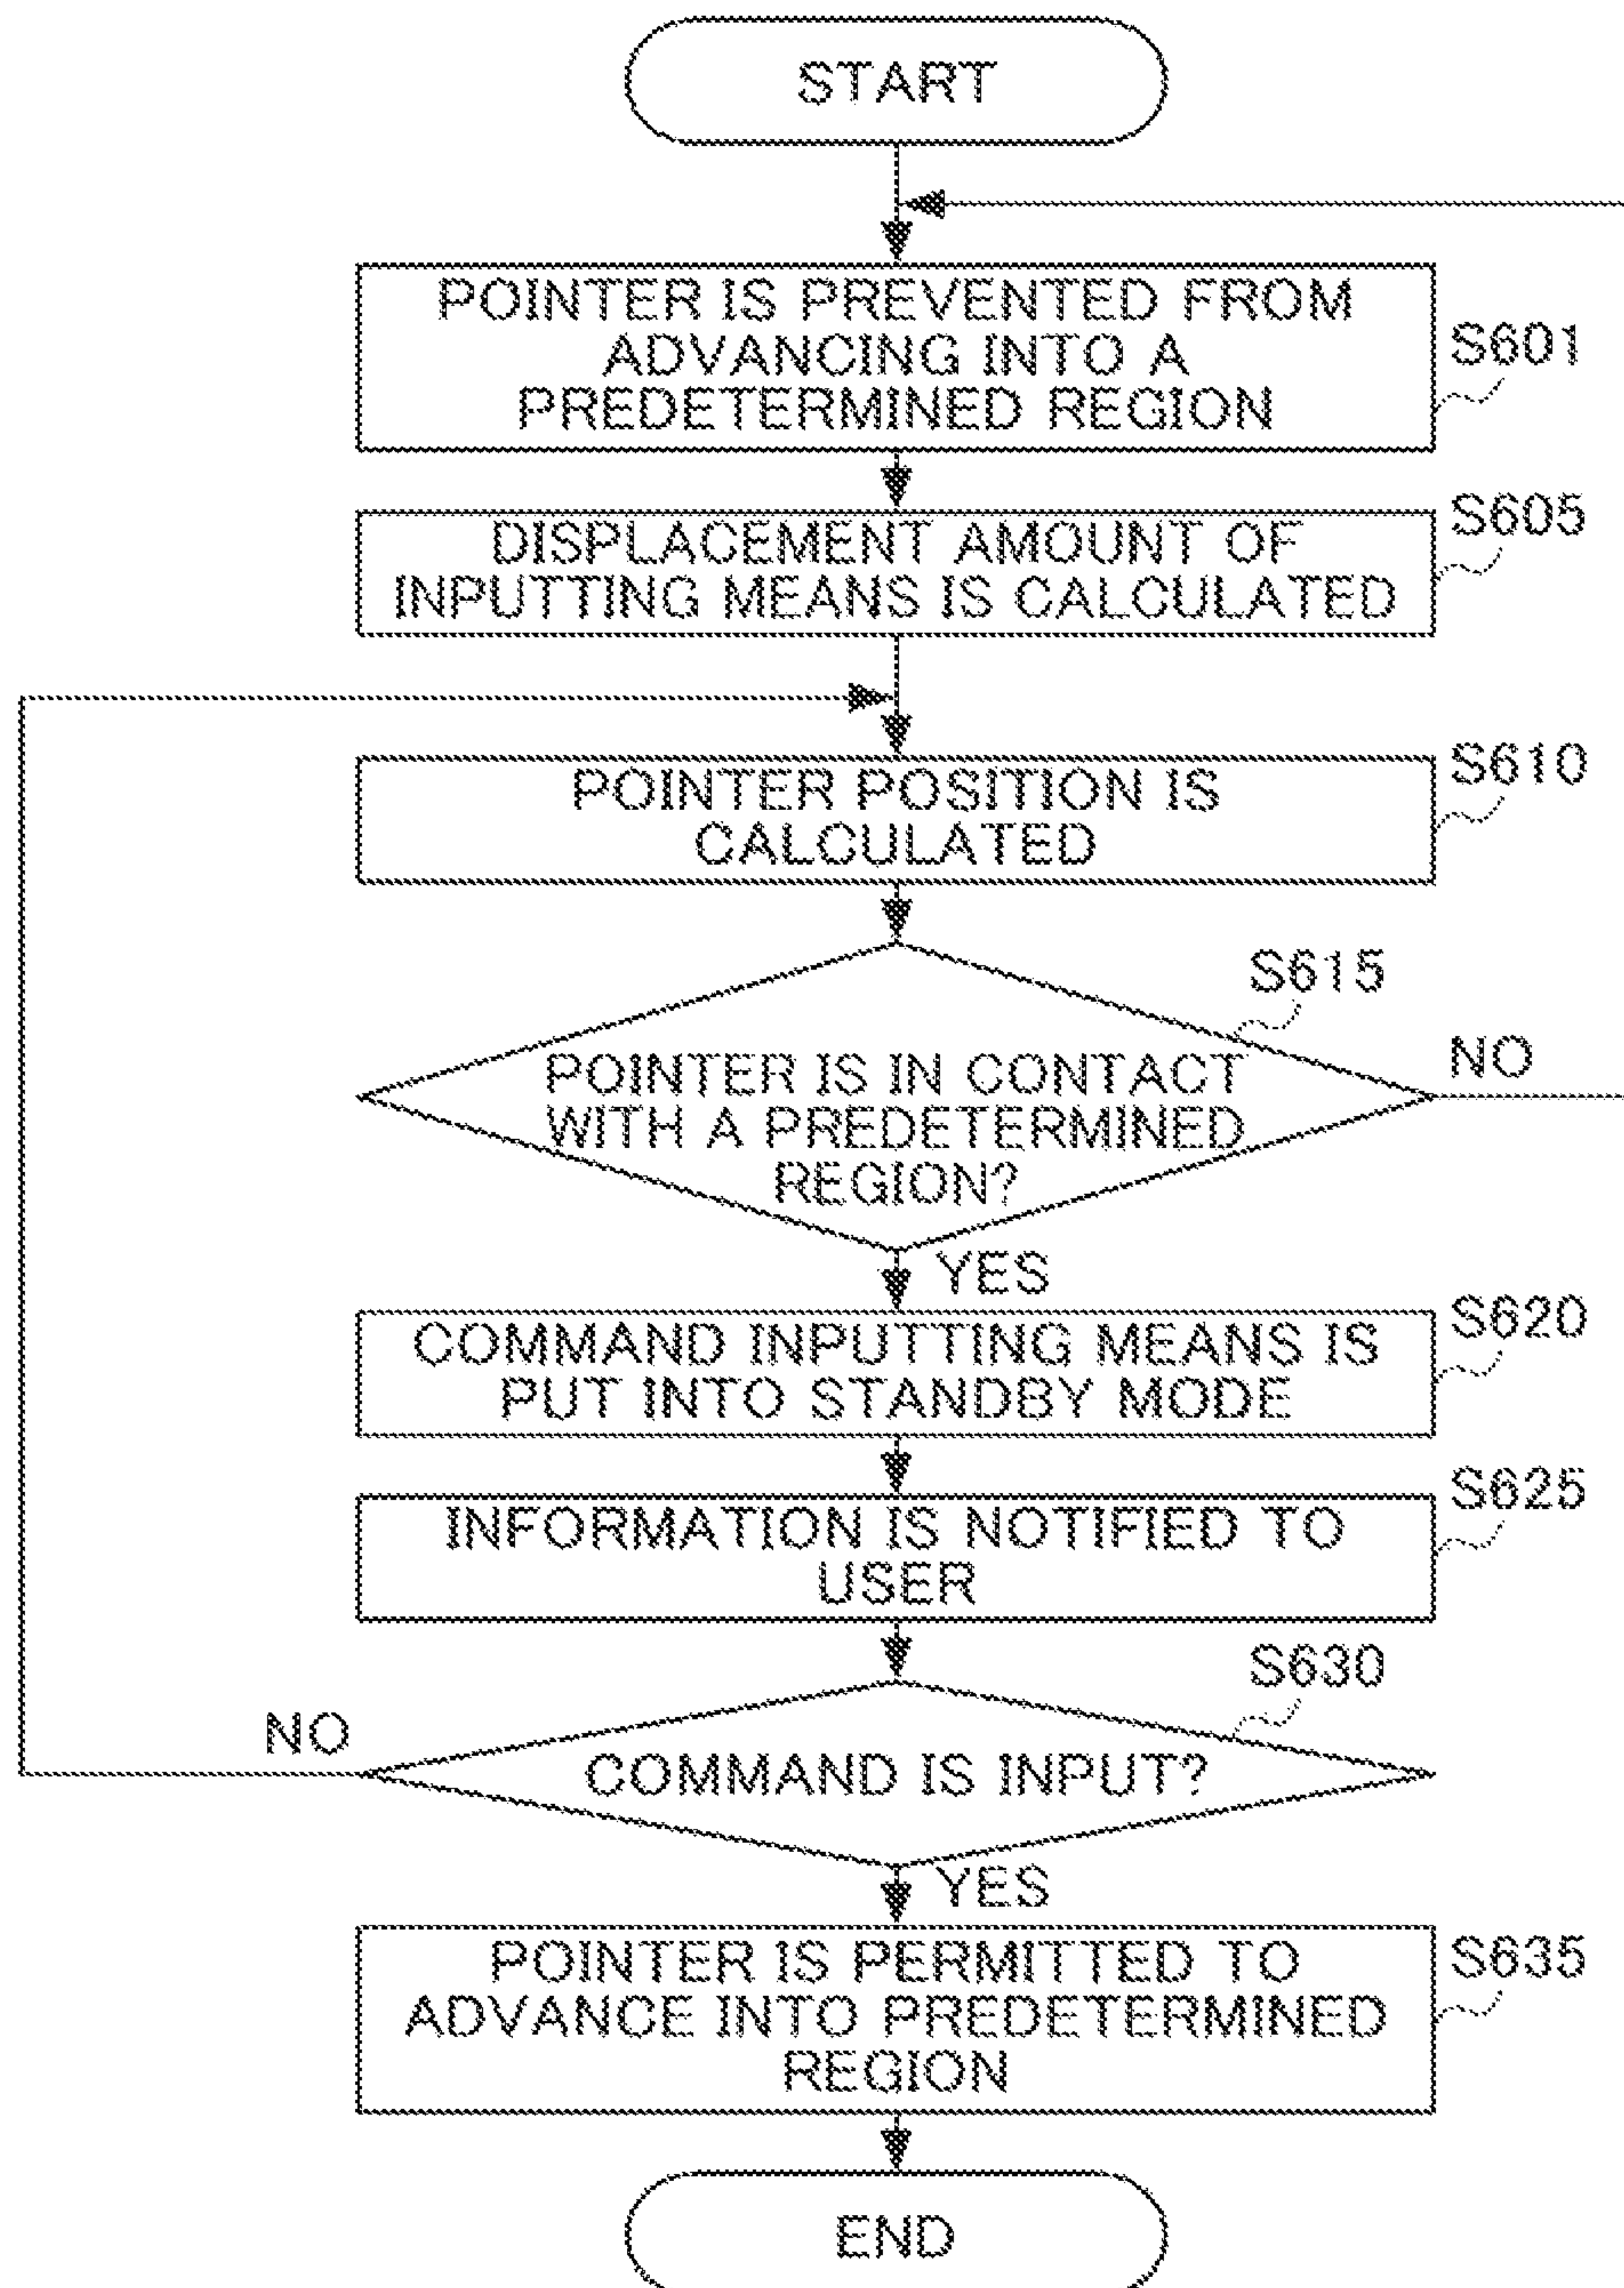 START
POINTER IS PREVENTED FROM
ADVANCING INTO A
PREDETERMINED REGION
S601
DISPLACEMENT AMOUNT OF
INPUTTING MEANS IS CALCULATED
S605
POINTER POSITION IS
CALCULATED
S610
S615
POINTER IS IN CONTACT
WITH A PREDETERMINED
REGION?
NO
YES
COMMAND INPUTTING MEANS IS
PUT INTO STANDBY MODE
S620
INFORMATION IS NOTIFIED TO
USER
S625
S630
COMMAND IS INPUT?
NO
YES
POINTER IS PERMITTED TO
ADVANCE INTO PREDETERMINED
REGION
S635
END